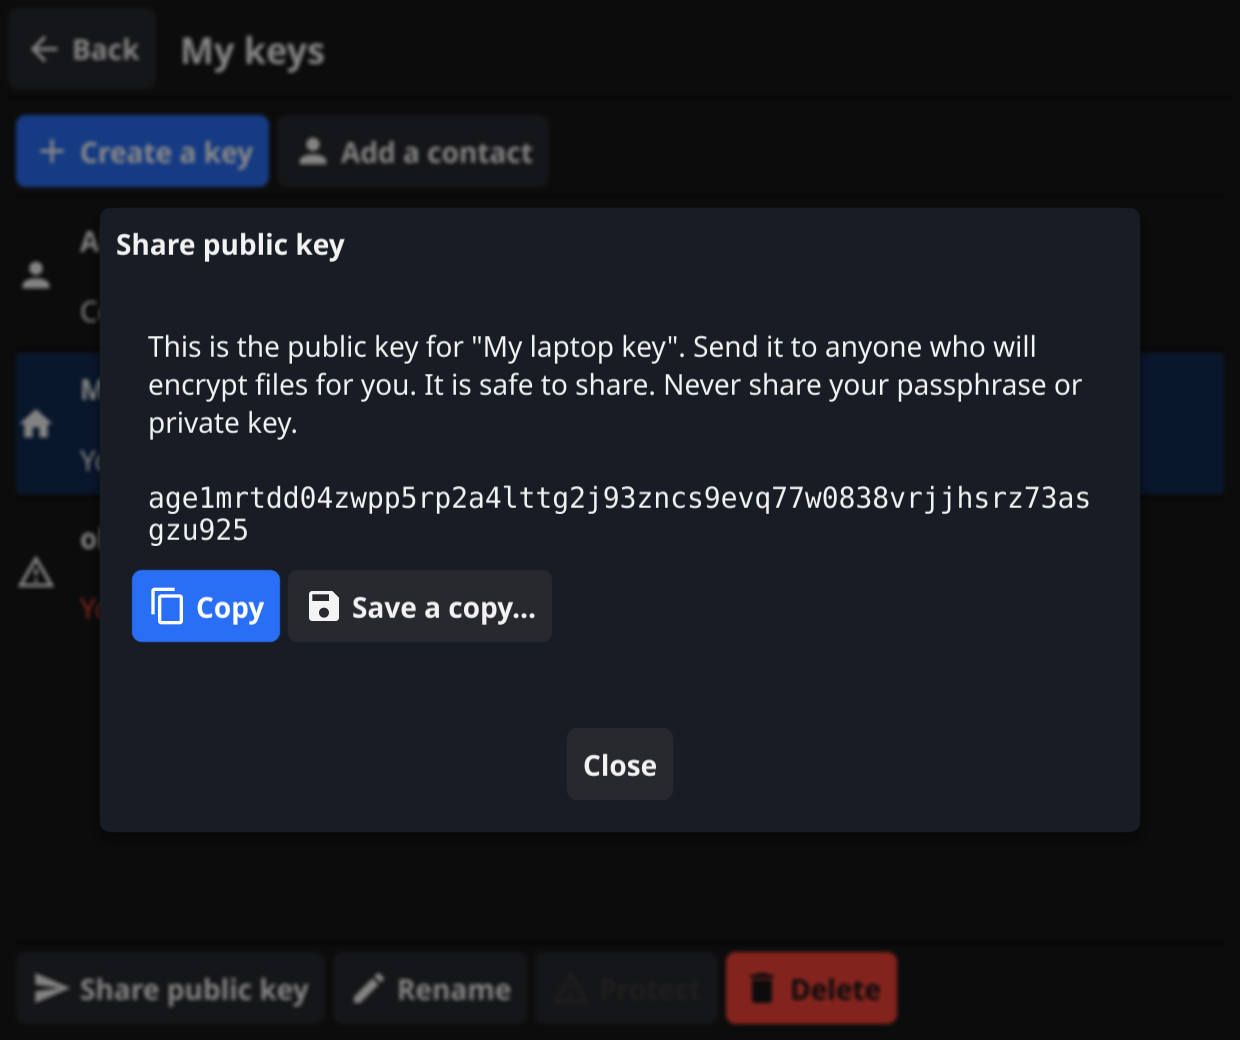 Back My keys
Create a key Add a contact
Share public key
This is the public key for "My laptop key". Send it to anyone who will
encrypt files for you. It is safe to share. Never share your passphrase or
private key.
age1mrtdd04zwpp5rp2a4lttg2j93zncs9evq77w0838vrjjhsrz73as
gzu925
Copy Save a copy...
Close
Share public key Rename Protect Delete